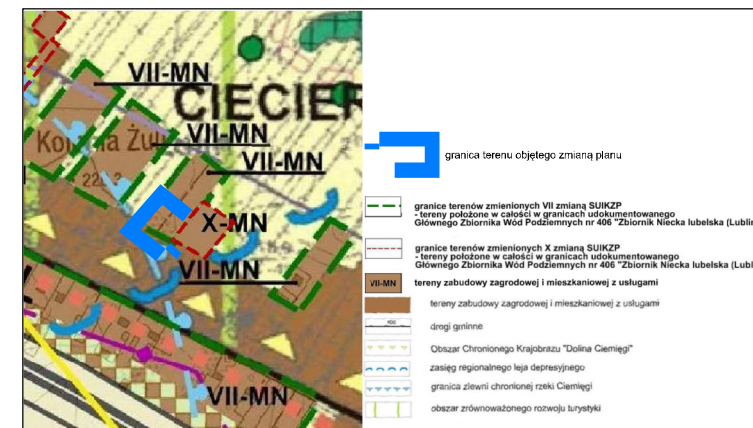 VII-MN
CIECIER
VII-MN
VII-MN
X-MN
VII-MN
VII-MN
granica terenu objętego zmianą planu
granice terenów zmienionych VII zmianą SUIKZP
- tereny położone w całości w granicach udokumentowanego
Głównego Zbiornika Wód Podziemnych nr 406 "Zbiornik Niecka lubelska (Lublin
granice terenów zmienionych X zmianą SUIKZP
- tereny położone w całości w granicach udokumentowanego
Głównego Zbiornika Wód Podziemnych nr 406 "Zbiornik Niecka lubelska (Lubl
VII-MN tereny zabudowy zagrodowej i mieszkaniowej z usługami
tereny zabudowy zagrodowej i mieszkaniowej z usługami
drogi gminne
Obszar Chronionego Krajobrazu "Dolina Ciemięgi"
zasięg regionalnego leja depresyjnego
granica zlewni chronionej rzeki Ciemięgi
obszar zrównoważonego rozwoju turystyki